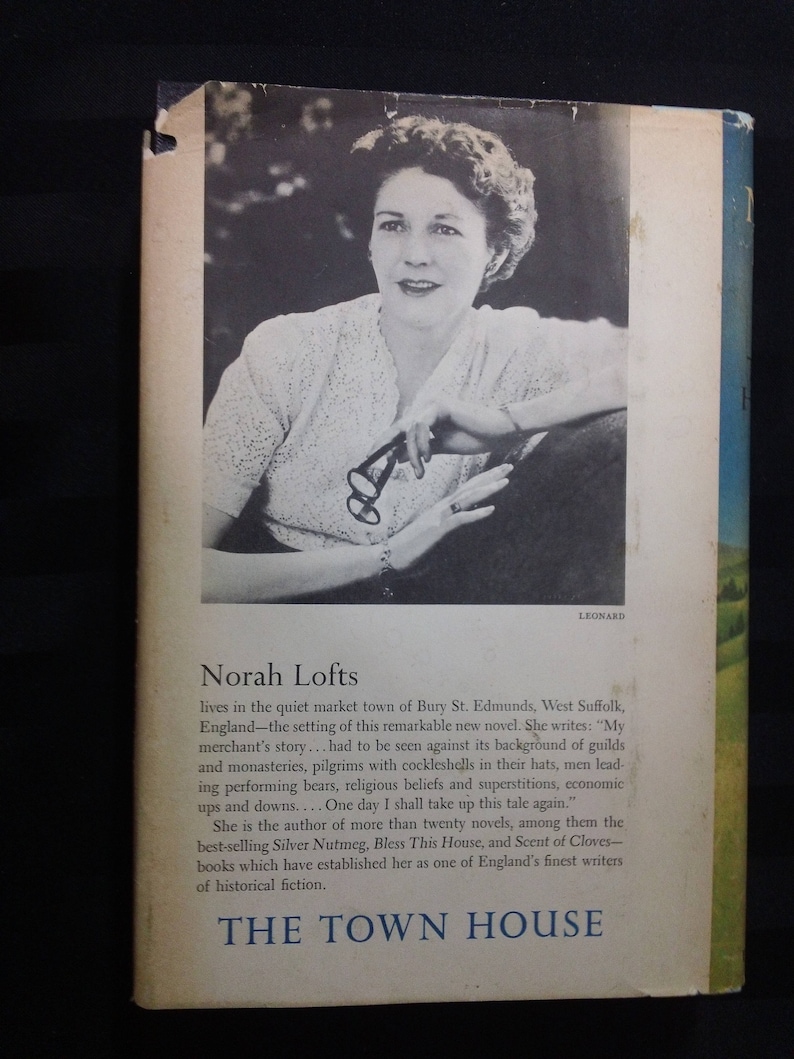 LEONARD
Norah Lofts
lives in the quiet market town of Bury St. Edmunds, West Suffolk,
England—the setting of this remarkable new novel. She writes: “My
merchant’s story . . . had to be seen against its background of guilds
and monasteries, pilgrims with cockleshells in their hats, men lead-
ing performing bears, religious beliefs and superstitions, economic
ups and downs. . . . One day I shall take up this tale again.”
She is the author of more than twenty novels, among them the
best-selling Silver Nutmeg, Bless This House, and Scent of Cloves—
books which have established her as one of England’s finest writers
of historical fiction.
THE TOWN HOUSE